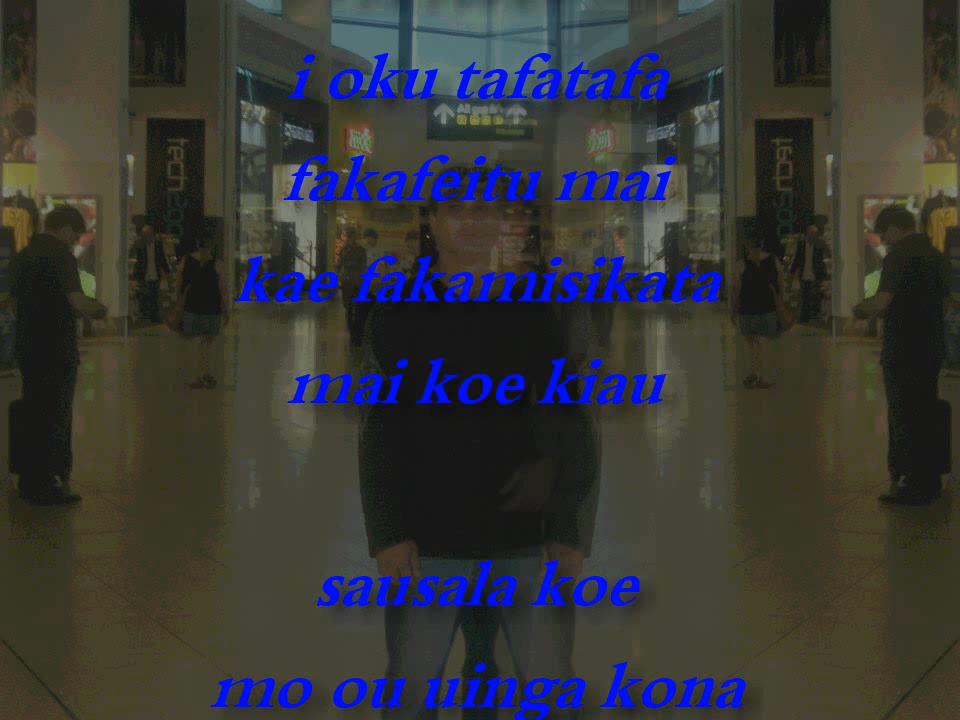 i oku tafatafa
fakafeitu mai
kae fakamisikata
mai koe kiau
sausala koe
mo ou uinga kona